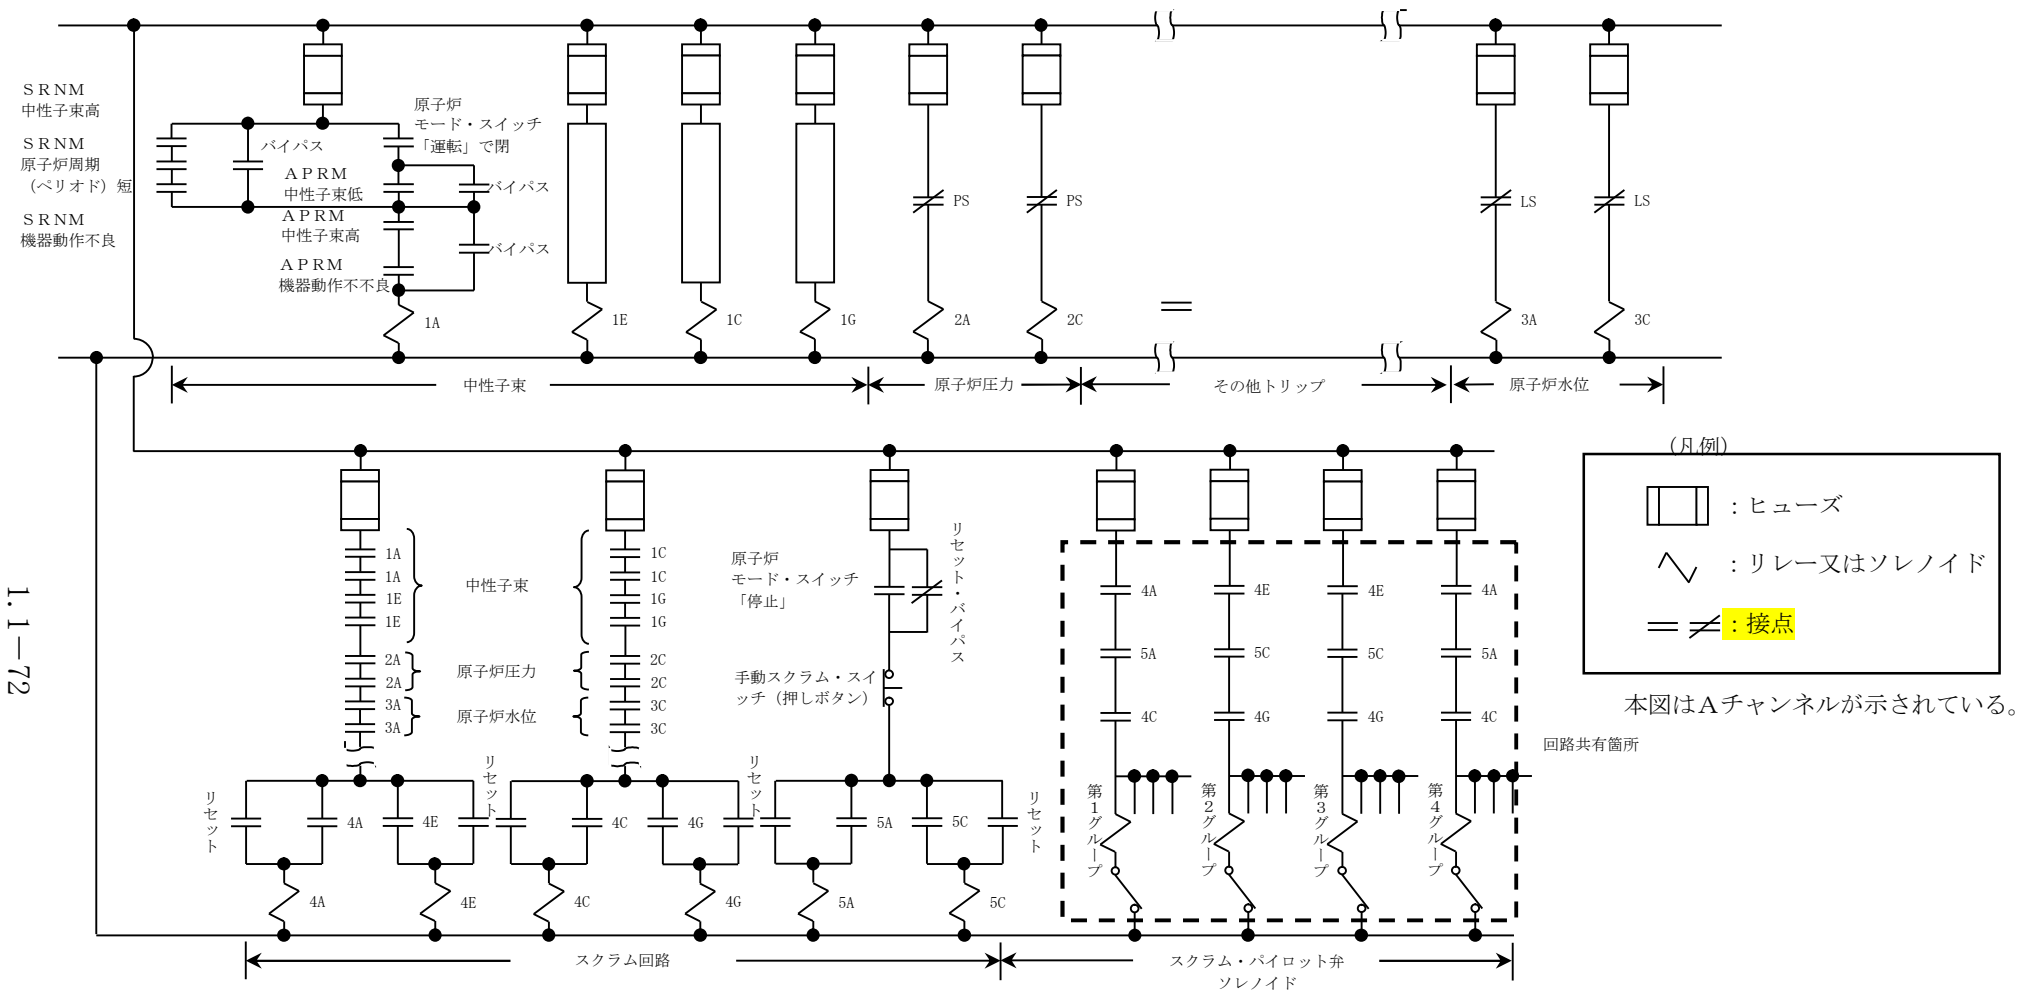 ＳＲＮＭ
中性子束高
ＳＲＮＭ
原子炉周期
（ペリオド）短
ＳＲＮＭ
機器動作不良
バイパス
原子炉
モード・スイッチ
「運転」で閉
ＡＰＲＭ
中性子束低
バイパス
ＡＰＲＭ
中性子束高
バイパス
ＡＰＲＭ
機器動作不不良
1A
1E
1C
1G
PS
2A
PS
2C
LS
3A
LS
3C
中性子束
原子炉圧力
その他トリップ
原子炉水位
1A
1A
1E
1E
2A
2A
3A
3A
中性子束
原子炉圧力
原子炉水位
1C
1C
1G
1G
2C
2C
3C
3C
原子炉
モード・スイッチ
「停止」
リセット・バイパス
手動スクラム・スイ
ッチ（押しボタン）
4A
5A
4C
4E
5C
4G
4E
5C
4G
4A
5A
4C
（凡例）
：ヒューズ
：リレー又はソレノイド
：接点
本図はＡチャンネルが示されている。
回路共有箇所
リセット
4A
4E
リセット
4C
4G
リセット
5A
5C
リセット
第1グループ
第2グループ
第3グループ
第4グループ
4A
4E
4C
4G
5A
5C
スクラム回路
スクラム・パイロット弁
ソレノイド
1.1－72